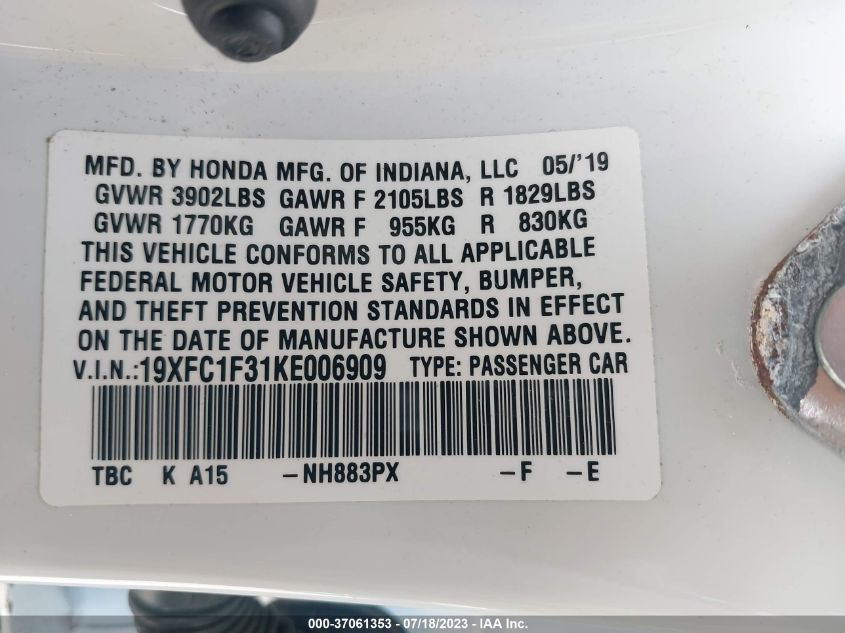 MFD. BY HONDA MFG. OF INDIANA, LLC 05/'19
GVWR 3902LBS GAWR F 2105LBS R 1829LBS
GVWR 1770KG GAWR F 955KG R 830KG
THIS VEHICLE CONFORMS TO ALL APPLICABLE
FEDERAL MOTOR VEHICLE SAFETY, BUMPER,
AND THEFT PREVENTION STANDARDS IN EFFECT
ON THE DATE OF MANUFACTURE SHOWN ABOVE.
V.I.N.:19XFC1F31KE006909 TYPE: PASSENGER CAR
TBC K A15 –NH883PX –F –E
000-37061353 / 07/18/2023 - IAA Inc.